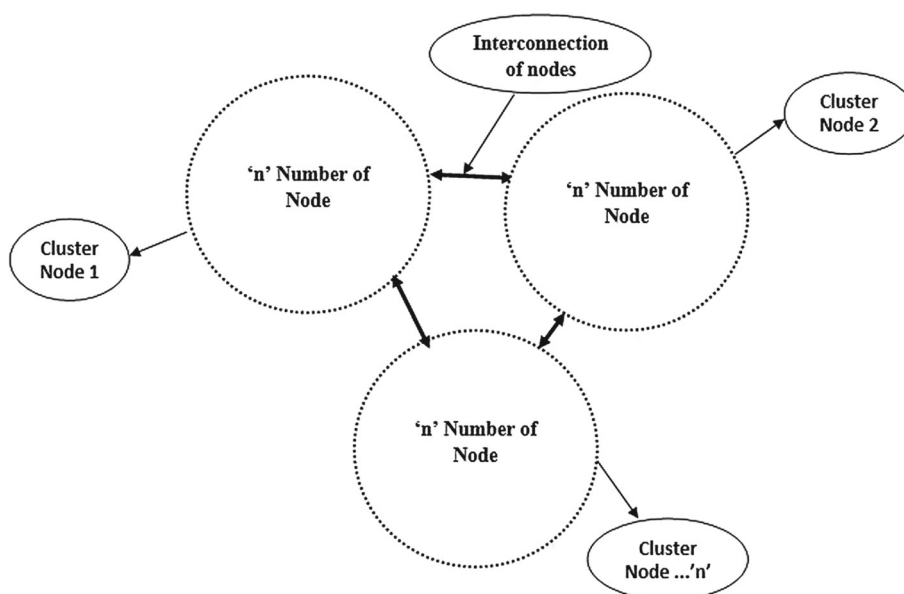 Interconnection
of nodes
Cluster
Node 2
‘n’ Number of
Node
‘n’ Number of
Node
Cluster
Node 1
‘n’ Number of
Node
Cluster
Node ...’n’